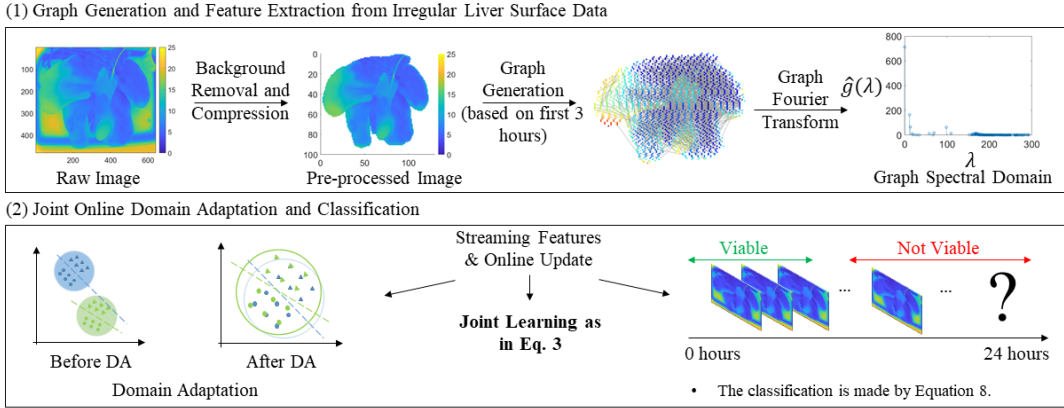 (1) Graph Generation and Feature Extraction from Irregular Liver Surface Data
100
200
300
400
200 400 600
25
20
15
10
5
0
Raw Image
Background
Removal and
Compression
0
20
40
60
80
100
0 50 100
25
20
15
10
5
0
Pre-processed Image
Graph
Generation
(based on first 3
hours)
Graph
Fourier
Transform
ĝ(λ)
800
600
400
200
0
0 100 200 300
λ
Graph Spectral Domain
(2) Joint Online Domain Adaptation and Classification
Before DA
After DA
Domain Adaptation
Streaming Features
& Online Update
Joint Learning as
in Eq. 3
Viable
Not Viable
...
...
?
0 hours
24 hours
• The classification is made by Equation 8.